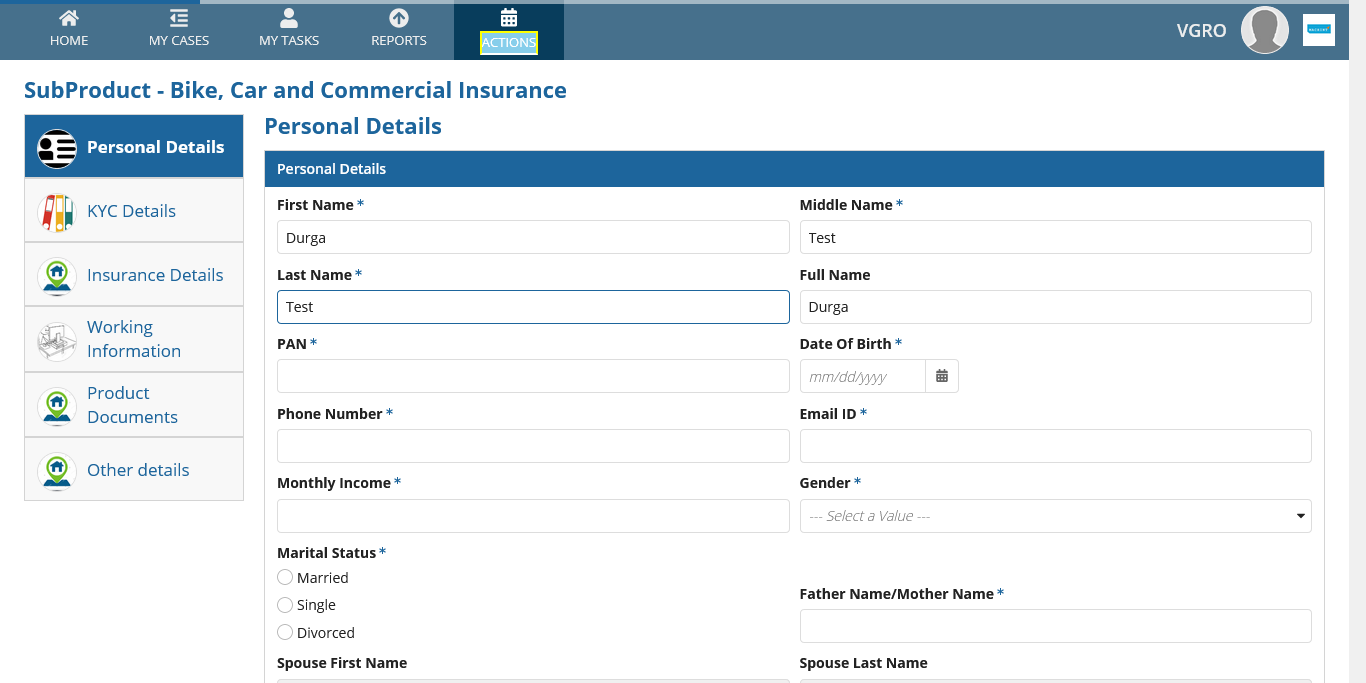 HOME
MY CASES
MY TASKS
REPORTS
ACTIONS
VGRO
SubProduct - Bike, Car and Commercial Insurance
Personal Details
KYC Details
Insurance Details
Working
Information
Product
Documents
Other details
Personal Details
Personal Details
First Name *
Durga
Middle Name *
Test
Last Name *
Test
Full Name
Durga
PAN *
Date Of Birth *
mm/dd/yyyy
Phone Number *
Email ID *
Monthly Income *
Gender *
--- Select a Value ---
Marital Status *
Married
Single
Divorced
Father Name/Mother Name *
Spouse First Name
Spouse Last Name